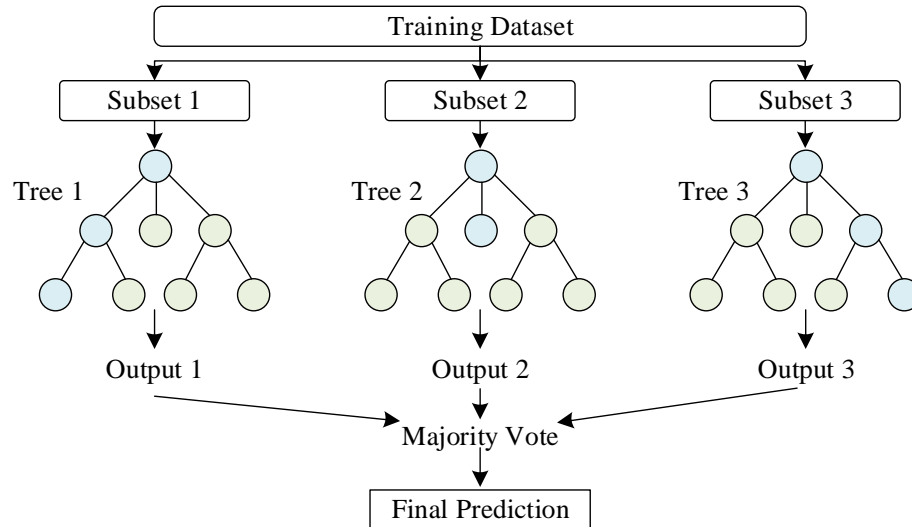 Training Dataset
Subset 1
Subset 2
Subset 3
Tree 1
Tree 2
Tree 3
Output 1
Output 2
Output 3
Majority Vote
Final Prediction